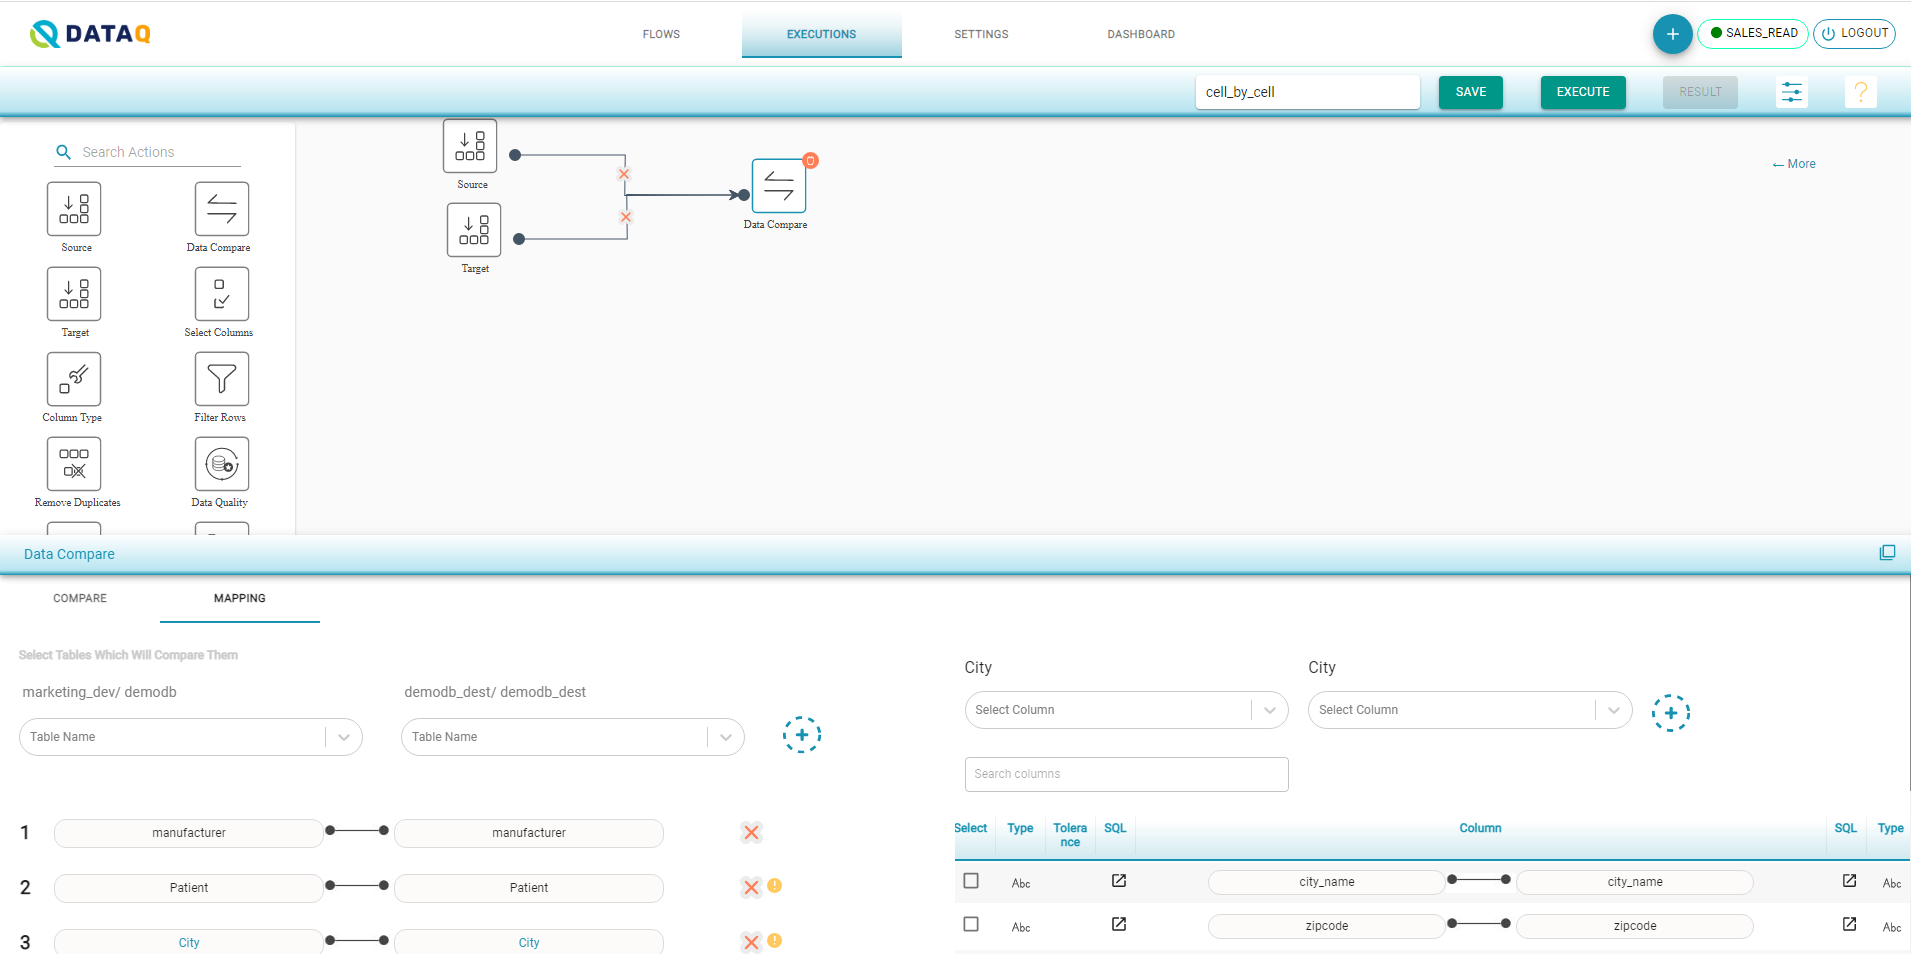 DATAQ
FLOWS
EXECUTIONS
SETTINGS
DASHBOARD
+
SALES_READ
LOGOUT
cell_by_cell
SAVE
EXECUTE
RESULT
?
Search Actions
← More
Source
Data Compare
Target
Select Columns
Column Type
Filter Rows
Remove Duplicates
Data Quality
Source
Target
Data Compare
Data Compare
COMPARE
MAPPING
Select Tables Which Will Compare Them
marketing_dev/ demodb
demodb_dest/ demodb_dest
Table Name
Table Name
1
manufacturer
manufacturer
2
Patient
Patient
3
City
City
City
City
Select Column
Select Column
Search columns
Select
Type
Tolera
nce
SQL
Column
SQL
Type
Abc
city_name
city_name
Abc
Abc
zipcode
zipcode
Abc